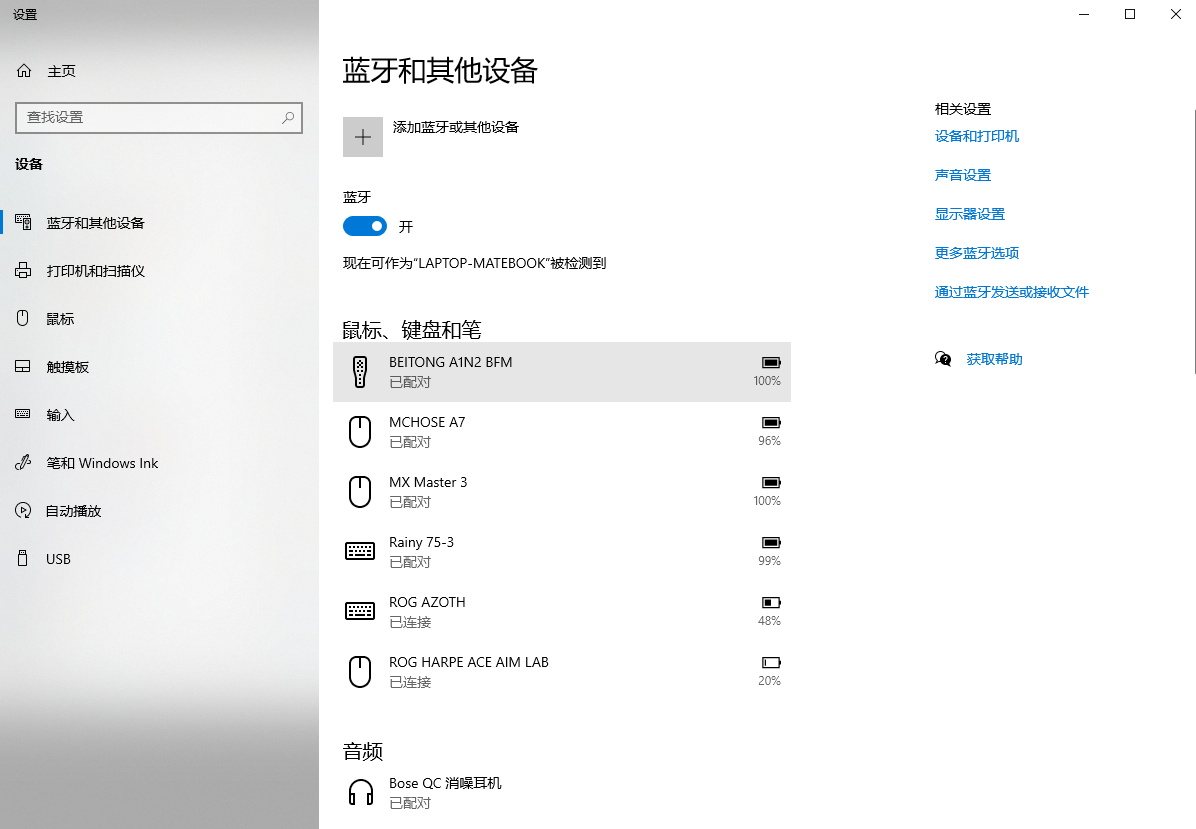 设置
主页
查找设置
设备
蓝牙和其他设备
打印机和扫描仪
鼠标
触摸板
输入
笔和 Windows Ink
自动播放
USB
蓝牙和其他设备
添加蓝牙或其他设备
蓝牙
开
现在可作为“LAPTOP-MATEBOOK”被检测到
鼠标、键盘和笔
BEITONG A1N2 BFM
已配对
100%
MCHOSE A7
已配对
96%
MX Master 3
已配对
100%
Rainy 75-3
已配对
99%
ROG AZOTH
已连接
48%
ROG HARPE ACE AIM LAB
已连接
20%
音频
Bose QC 消噪耳机
已配对
相关设置
设备和打印机
声音设置
显示器设置
更多蓝牙选项
通过蓝牙发送或接收文件
获取帮助